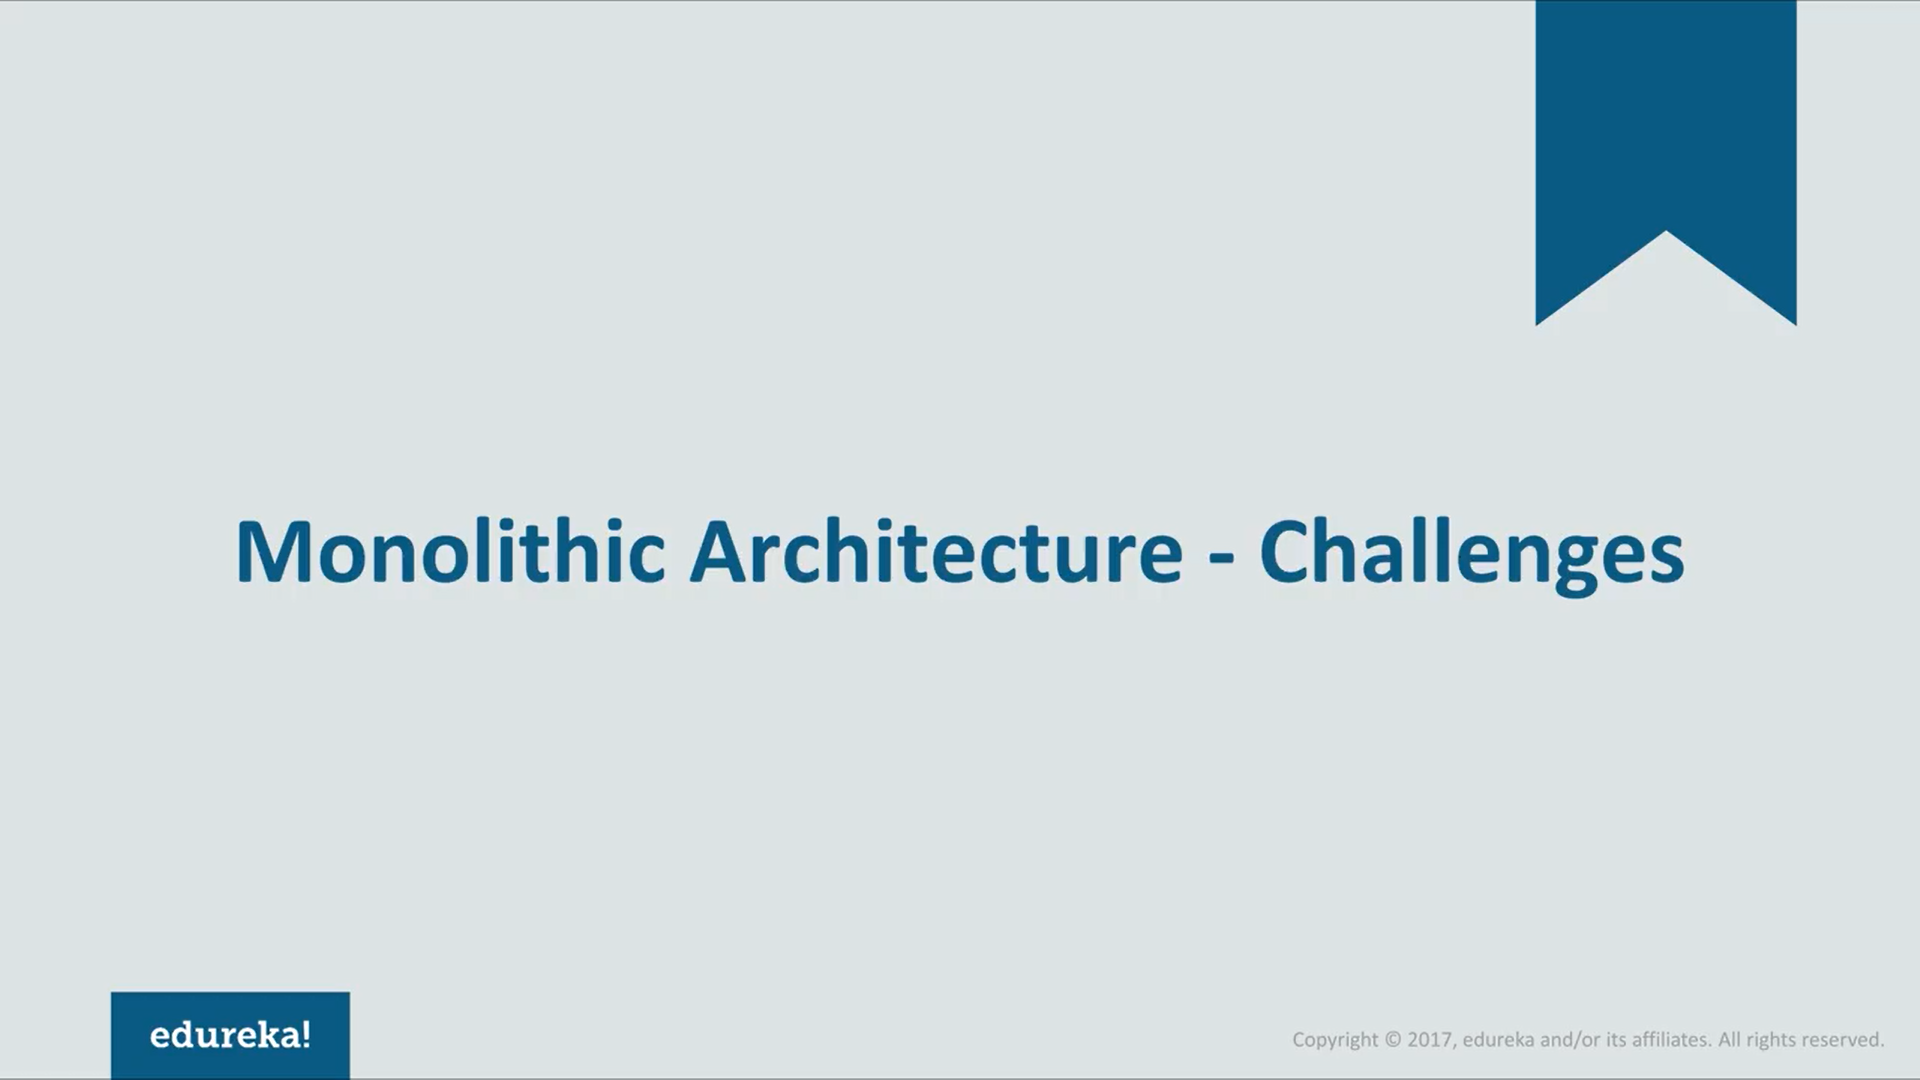 Monolithic Architecture - Challenges
edureka!
Copyright © 2017, edureka and/or its affiliates. All rights reserved.